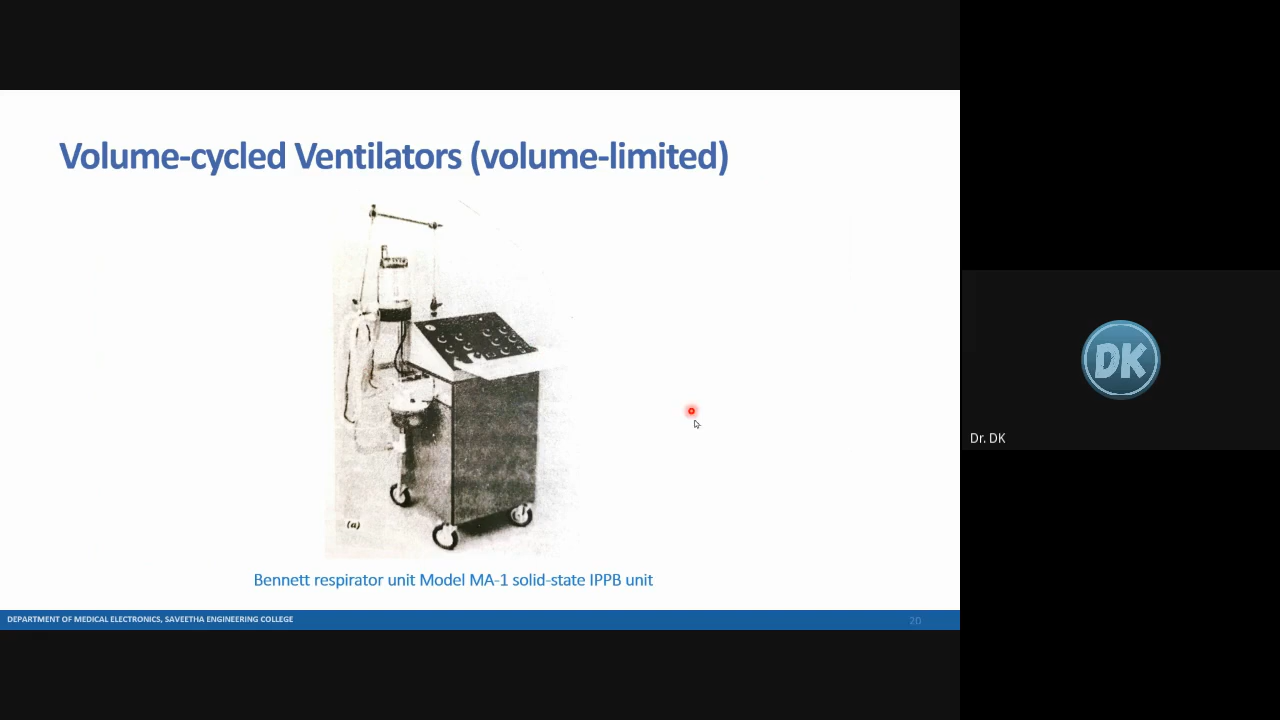 Volume-cycled Ventilators (volume-limited)
(a)
Bennett respirator unit Model MA-1 solid-state IPPB unit
DEPARTMENT OF MEDICAL ELECTRONICS, SAVEETHA ENGINEERING COLLEGE
20
DK
Dr. DK